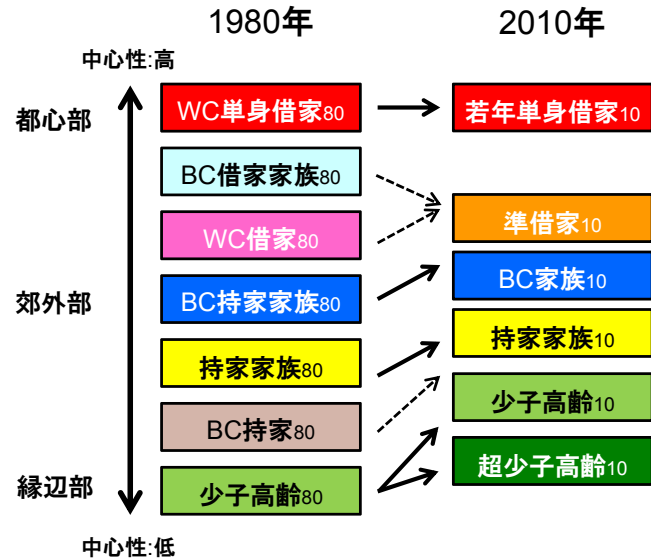 1980年
2010年
中心性:高
都心部
WC単身借家80
若年単身借家10
BC借家家族80
準借家10
WC借家80
BC家族10
郊外部
BC持家家族80
持家家族10
持家家族80
少子高齢10
BC持家80
超少子高齢10
縁辺部
少子高齢80
中心性:低